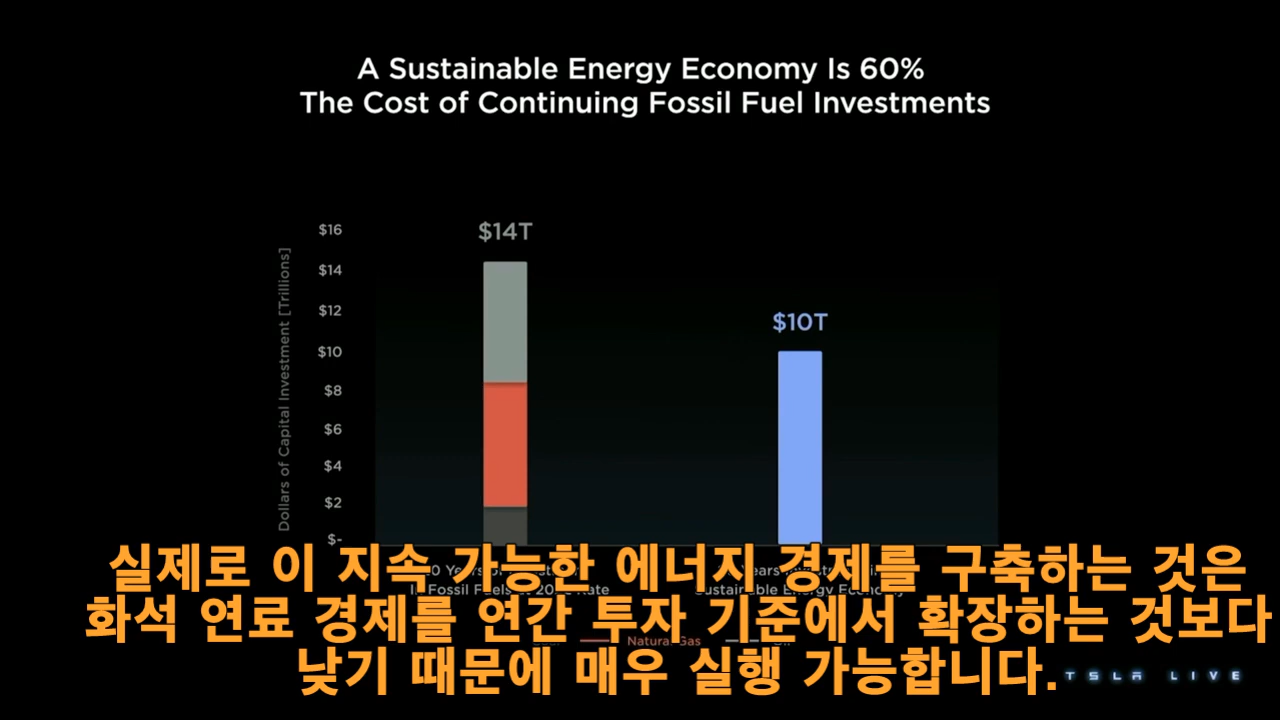 A Sustainable Energy Economy Is 60%
The Cost of Continuing Fossil Fuel Investments
Dollars of Capital Investment [Trillions]
$16
$14
$12
$10
$8
$6
$4
$2
$-
$14T
$10T
Sustainable Energy
Natural Gas
실제로 이 지속 가능한 에너지 경제를 구축하는 것은
화석 연료 경제를 연간 투자 기준에서 확장하는 것보다
낮기 때문에 매우 실행 가능합니다.
TSLA LIVE